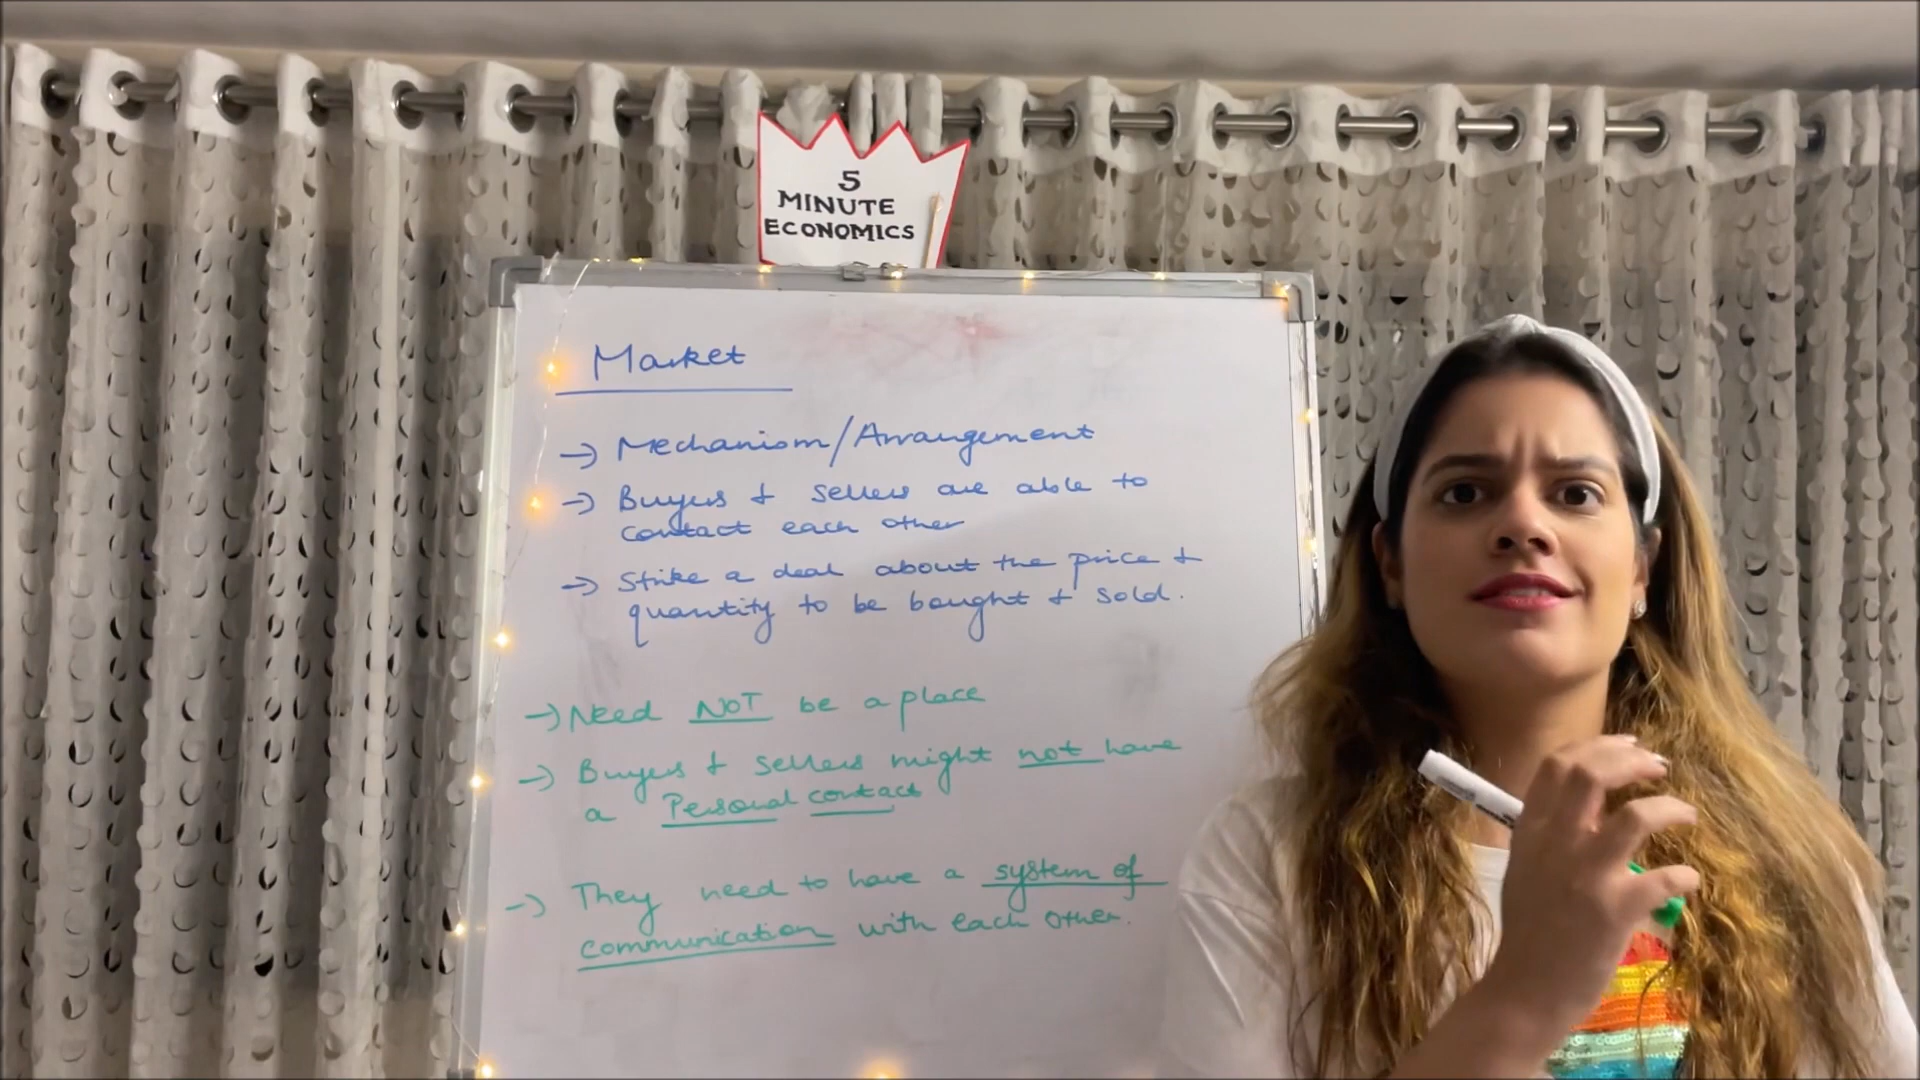 5
MINUTE
ECONOMICS
Market
→ Mechanism/Arrangement
→ Buyers & sellers are able to
contact each other
→ Strike a deal about the price &
quantity to be bought & sold.
→ Need NOT be a place
→ Buyers & sellers might not have
a Personal contact
→ They need to have a system of
communication with each other.